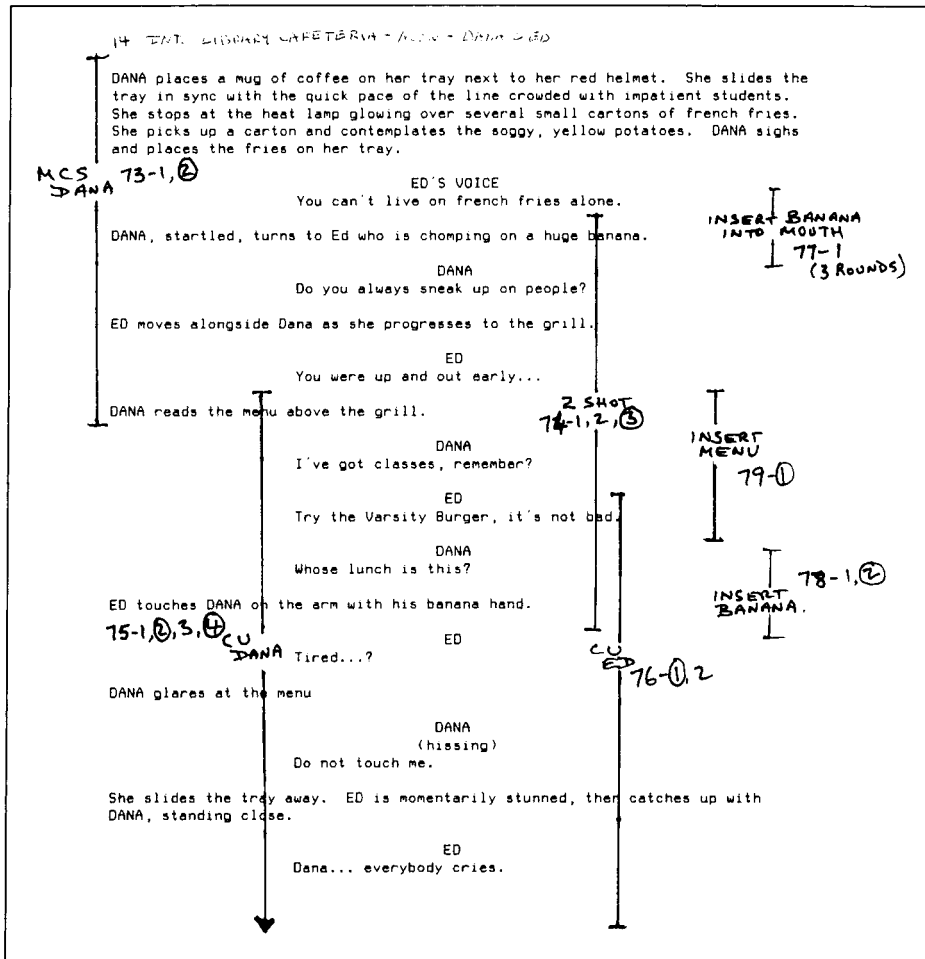 14 INT. LIBRARY CAFETERIA - - DANA ED
DANA places a mug of coffee on her tray next to her red helmet. She slides the
tray in sync with the quick pace of the line crowded with impatient students.
She stops at the heat lamp glowing over several small cartons of french fries.
She picks up a carton and contemplates the soggy, yellow potatoes. DANA sighs
and places the fries on her tray.
MCS
DANA
73-1, 2
ED'S VOICE
You can't live on french fries alone.
INSERT BANANA
INTO MOUTH
77-1
(3 ROUNDS)
DANA, startled, turns to Ed who is chomping on a huge banana.
DANA
Do you always sneak up on people?
ED moves alongside Dana as she progresses to the grill.
ED
You were up and out early...
DANA reads the menu above the grill.
2 SHOT
74-1, 2, 3
INSERT
MENU
79-1
DANA
I've got classes, remember?
ED
Try the Varsity Burger, it's not bad.
DANA
Whose lunch is this?
78-1, 2
INSERT
BANANA.
ED touches DANA on the arm with his banana hand.
75-1, 2, 3, 4
CU
DANA
ED
Tired...?
CU
ED
76-1, 2
DANA glares at the menu
DANA
(hissing)
Do not touch me.
She slides the tray away. ED is momentarily stunned, then catches up with
DANA, standing close.
ED
Dana... everybody cries.